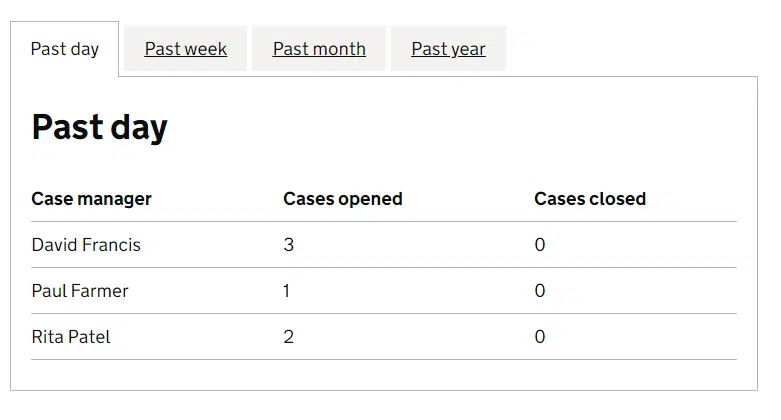 Past day Past week Past month Past year
Past day
Case manager Cases opened Cases closed
David Francis 3 0
Paul Farmer 1 0
Rita Patel 2 0